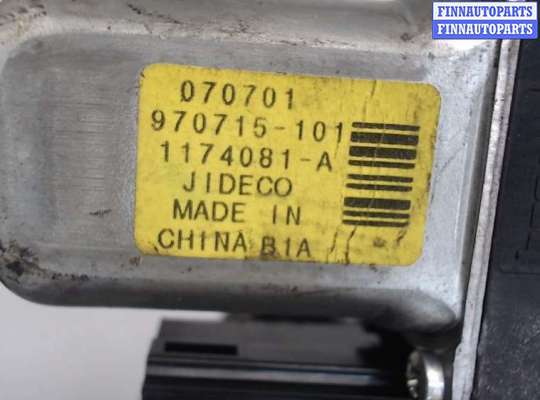 FINNAUTOPARTS
FINNAUTOPARTS
070701
970715-101
1174081-A
JIDECO
MADE IN
CHINA B1A